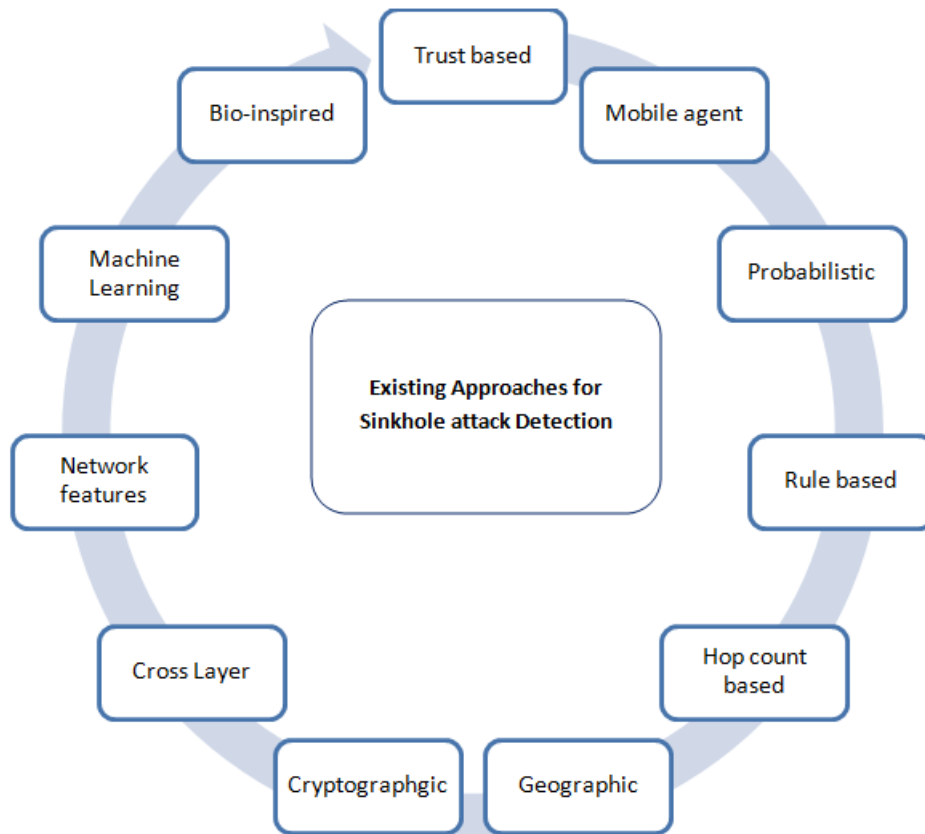 Trust based
Mobile agent
Probabilistic
Rule based
Hop count
based
Geographic
Cryptographgic
Cross Layer
Network
features
Machine
Learning
Bio-inspired
Existing Approaches for
Sinkhole attack Detection